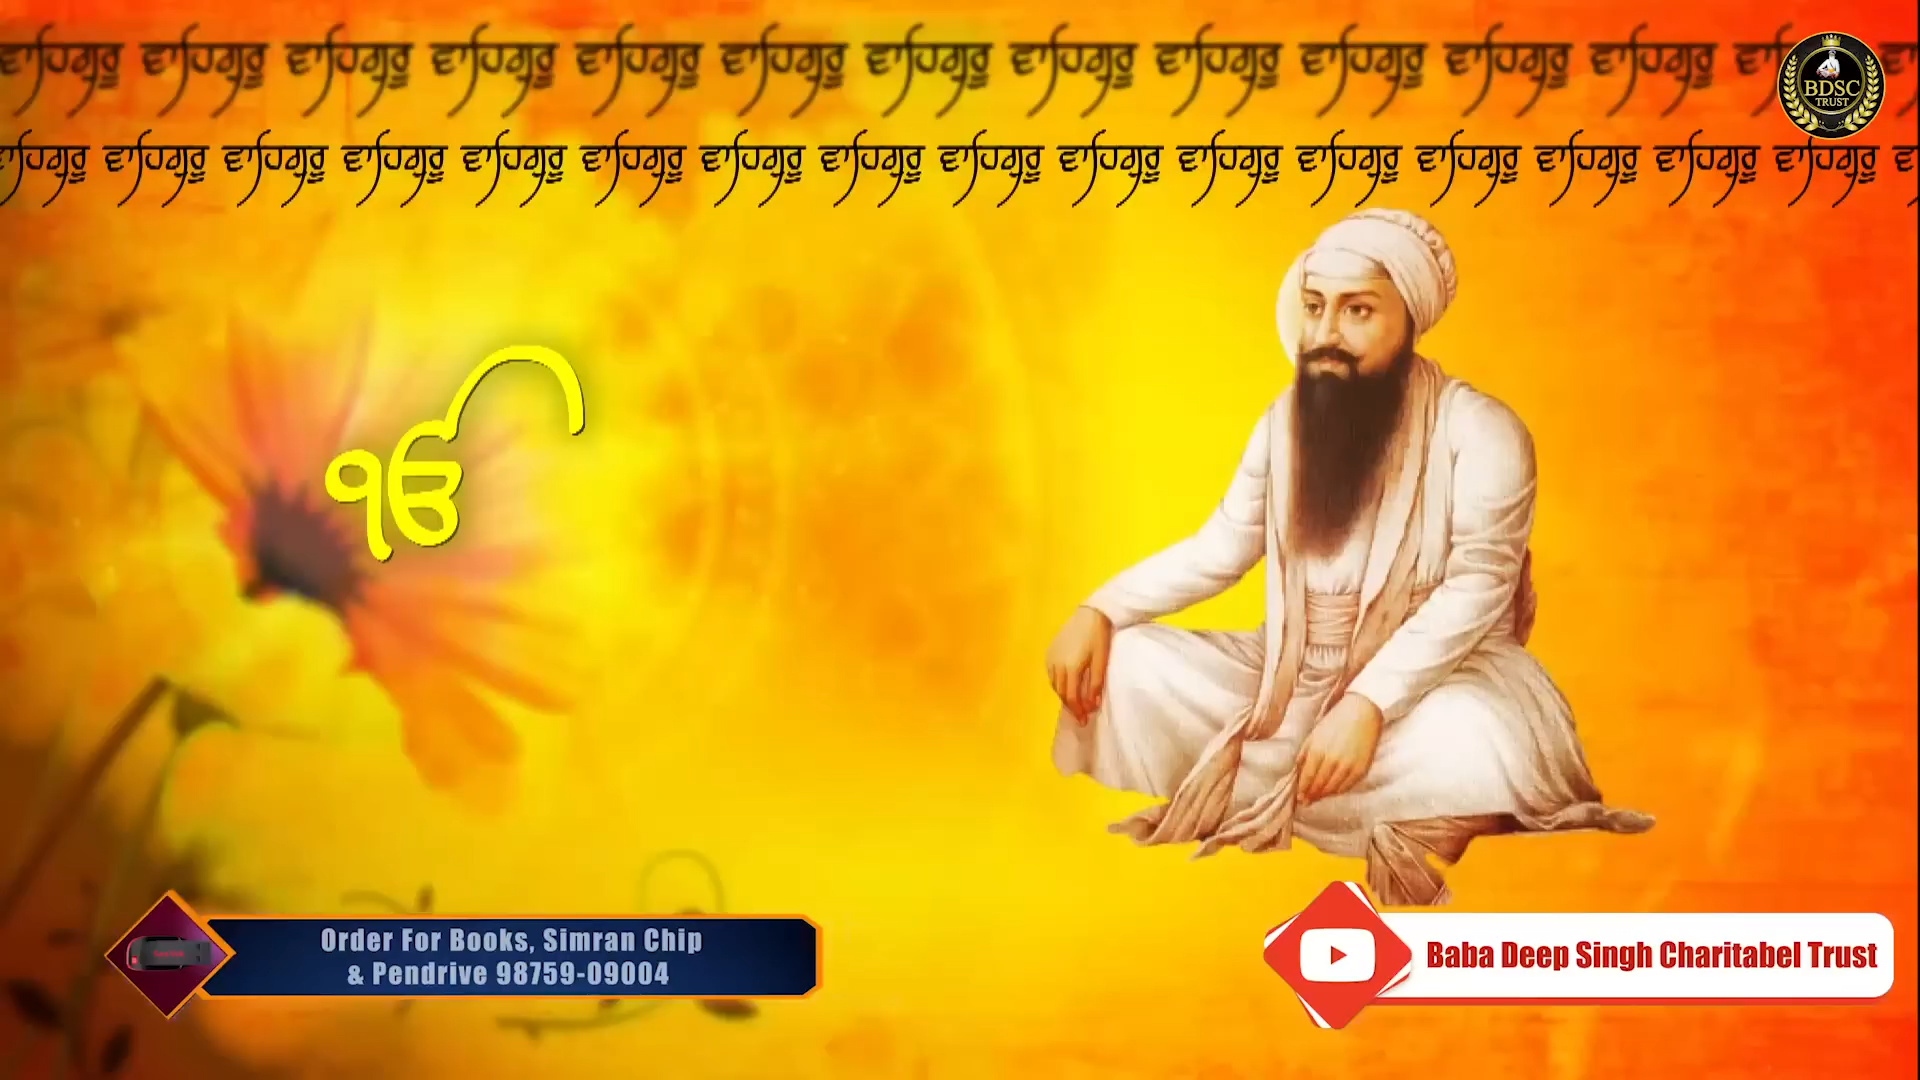 ਵਾਹਿਗੁਰੂ ਵਾਹਿਗੁਰੂ ਵਾਹਿਗੁਰੂ ਵਾਹਿਗੁਰੂ ਵਾਹਿਗੁਰੂ ਵਾਹਿਗੁਰੂ ਵਾਹਿਗੁਰੂ ਵਾਹਿਗੁਰੂ ਵਾਹਿਗੁਰੂ ਵਾਹਿਗੁਰੂ ਵਾਹਿਗੁਰੂ ਵਾਹਿਗੁਰੂ
BDSC
TRUST
ਵਾਹਿਗੁਰੂ ਵਾਹਿਗੁਰੂ ਵਾਹਿਗੁਰੂ ਵਾਹਿਗੁਰੂ ਵਾਹਿਗੁਰੂ ਵਾਹਿਗੁਰੂ ਵਾਹਿਗੁਰੂ ਵਾਹਿਗੁਰੂ ਵਾਹਿਗੁਰੂ ਵਾਹਿਗੁਰੂ ਵਾਹਿਗੁਰੂ ਵਾਹਿਗੁਰੂ ਵਾਹਿਗੁਰੂ ਵਾਹਿਗੁਰੂ ਵਾਹਿਗੁਰੂ ਵਾਹਿਗੁਰੂ
ੴ
Order For Books, Simran Chip
& Pendrive 98759-09004
Baba Deep Singh Charitabel Trust